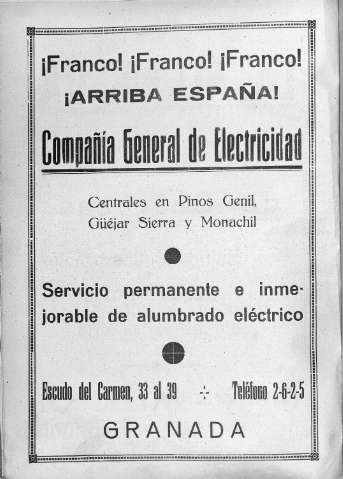 ¡Franco! ¡Franco! ¡Franco!
¡ARRIBA ESPAÑA!
Compañía General de Electricidad
Centrales en Pinos Genil,
Güéjar Sierra y Monachil
Servicio permanente e inme-
jorable de alumbrado eléctrico
Escudo del Carmen, 33 al 39 Teléfono 2-6-2-5
GRANADA